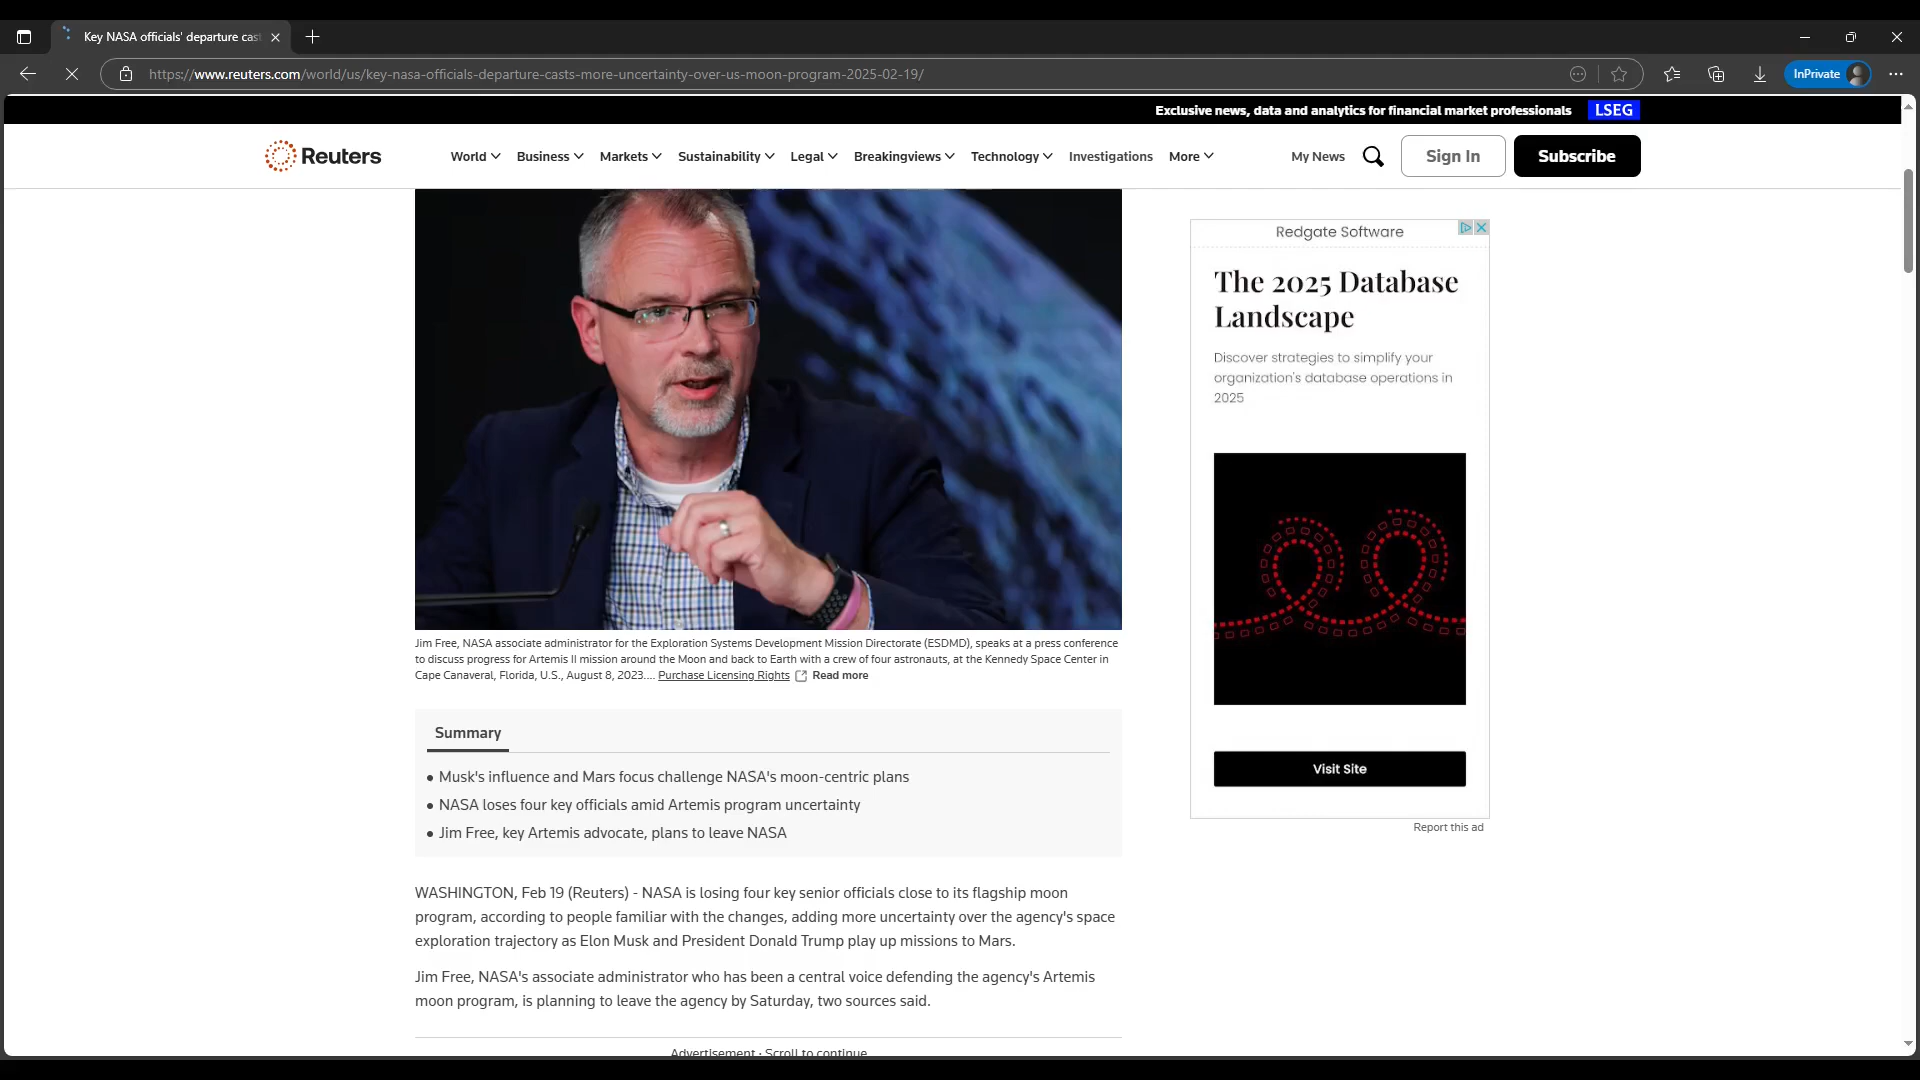 Key NASA officials' departure cas
https://www.reuters.com/world/us/key-nasa-officials-departure-casts-more-uncertainty-over-us-moon-program-2025-02-19/
InPrivate
Exclusive news, data and analytics for financial market professionals LSEG
Reuters
World Business Markets Sustainability Legal Breakingviews Technology Investigations More
My News Sign In Subscribe
Jim Free, NASA associate administrator for the Exploration Systems Development Mission Directorate (ESDMD), speaks at a press conference
to discuss progress for Artemis II mission around the Moon and back to Earth with a crew of four astronauts, at the Kennedy Space Center in
Cape Canaveral, Florida, U.S., August 8, 2023.... Purchase Licensing Rights Read more
Summary
• Musk's influence and Mars focus challenge NASA's moon-centric plans
• NASA loses four key officials amid Artemis program uncertainty
• Jim Free, key Artemis advocate, plans to leave NASA
WASHINGTON, Feb 19 (Reuters) - NASA is losing four key senior officials close to its flagship moon
program, according to people familiar with the changes, adding more uncertainty over the agency's space
exploration trajectory as Elon Musk and President Donald Trump play up missions to Mars.
Jim Free, NASA's associate administrator who has been a central voice defending the agency's Artemis
moon program, is planning to leave the agency by Saturday, two sources said.
Advertisement · Scroll to continue
Redgate Software
The 2025 Database
Landscape
Discover strategies to simplify your
organization's database operations in
2025
Visit Site
Report this ad